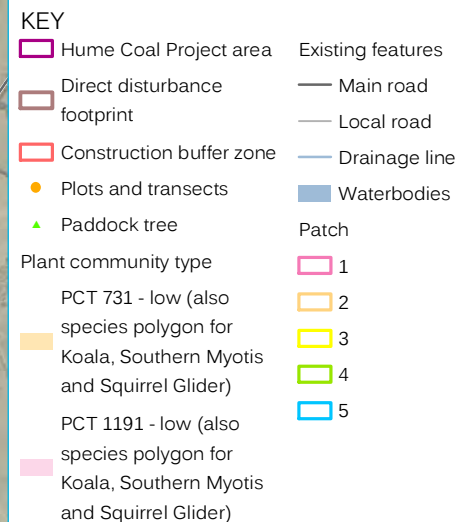 KEY
Hume Coal Project area
Direct disturbance
footprint
Construction buffer zone
Plots and transects
Paddock tree
Plant community type
PCT 731 - low (also
species polygon for
Koala, Southern Myotis
and Squirrel Glider)
PCT 1191 - low (also
species polygon for
Koala, Southern Myotis
and Squirrel Glider)
Existing features
Main road
Local road
Drainage line
Waterbodies
Patch
1
2
3
4
5